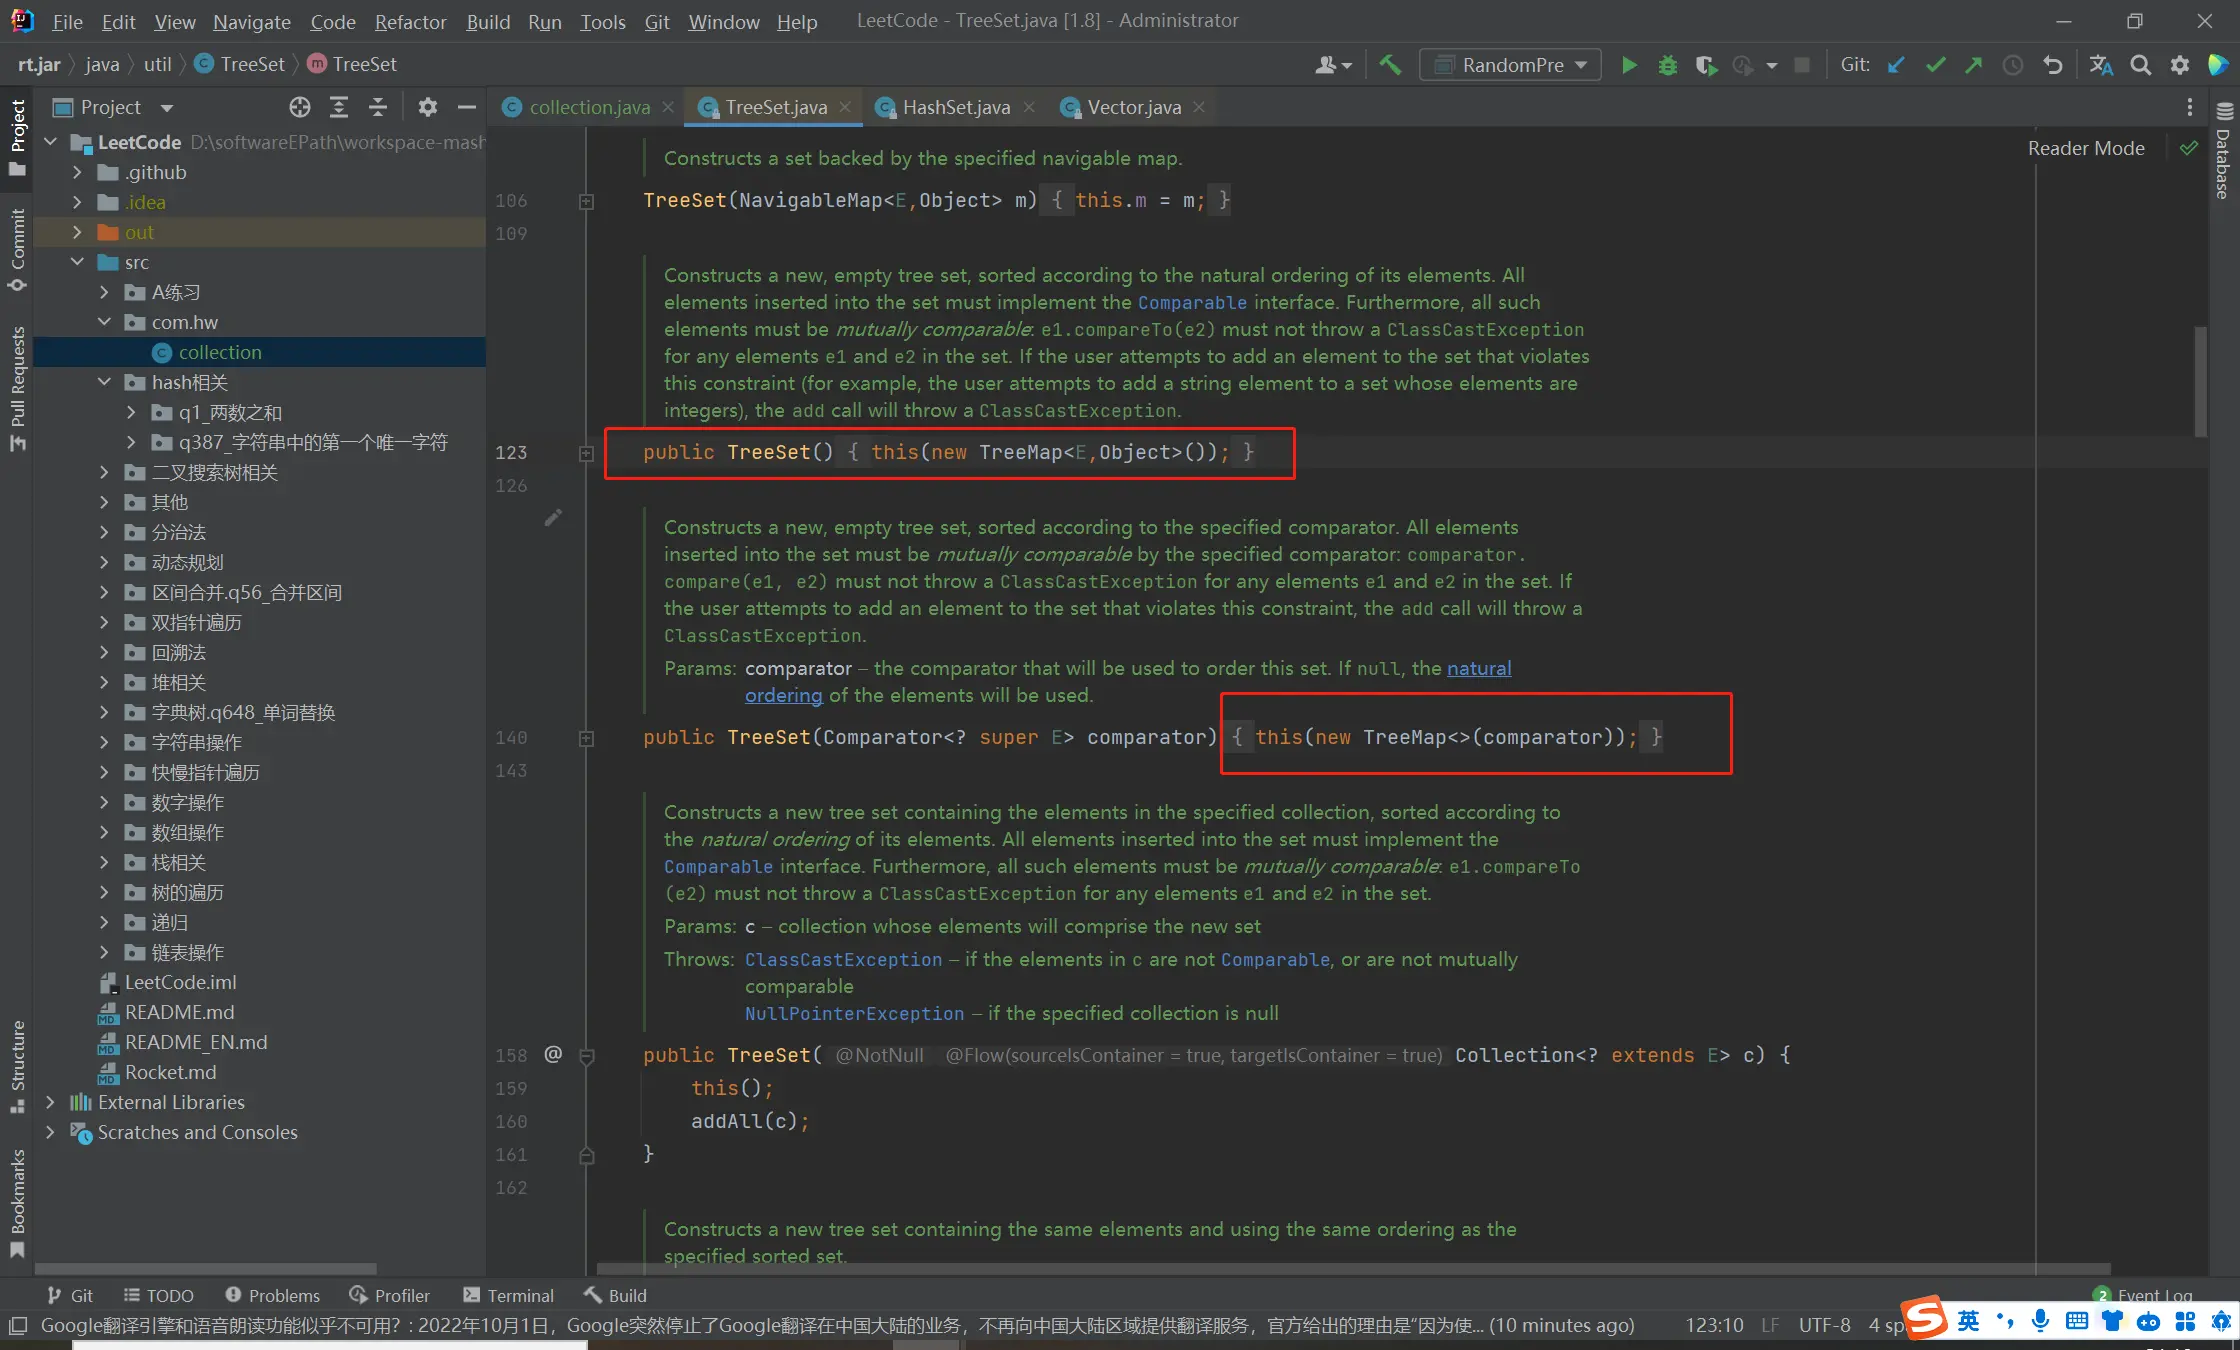 File Edit View Navigate Code Refactor Build Run Tools Git Window Help LeetCode - TreeSet.java [1.8] - Administrator
rt.jar java util TreeSet TreeSet
RandomPre Git:
Project
collection.java TreeSet.java HashSet.java Vector.java
Project
Commit
Pull Requests
Structure
Bookmarks
Database
LeetCode D:\softwareEPath\workspace-mash
.github
.idea
out
src
A练习
com.hw
collection
hash相关
q1_两数之和
q387_字符串中的第一个唯一字符
二叉搜索树相关
其他
分治法
动态规划
区间合并.q56_合并区间
双指针遍历
回溯法
堆相关
字典树.q648_单词替换
字符串操作
快慢指针遍历
数字操作
数组操作
栈相关
树的遍历
递归
链表操作
LeetCode.iml
README.md
README_EN.md
Rocket.md
External Libraries
Scratches and Consoles
Reader Mode
Constructs a set backed by the specified navigable map.
106 TreeSet(NavigableMap<E,Object> m) { this.m = m; }
109
Constructs a new, empty tree set, sorted according to the natural ordering of its elements. All
elements inserted into the set must implement the Comparable interface. Furthermore, all such
elements must be mutually comparable: e1.compareTo(e2) must not throw a ClassCastException
for any elements e1 and e2 in the set. If the user attempts to add an element to the set that violates
this constraint (for example, the user attempts to add a string element to a set whose elements are
integers), the add call will throw a ClassCastException.
123 public TreeSet() { this(new TreeMap<E,Object>()); }
126
Constructs a new, empty tree set, sorted according to the specified comparator. All elements
inserted into the set must be mutually comparable by the specified comparator: comparator.
compare(e1, e2) must not throw a ClassCastException for any elements e1 and e2 in the set. If
the user attempts to add an element to the set that violates this constraint, the add call will throw a
ClassCastException.
Params: comparator – the comparator that will be used to order this set. If null, the natural
ordering of the elements will be used.
140 public TreeSet(Comparator<? super E> comparator) { this(new TreeMap<>(comparator)); }
143
Constructs a new tree set containing the elements in the specified collection, sorted according to
the natural ordering of its elements. All elements inserted into the set must implement the
Comparable interface. Furthermore, all such elements must be mutually comparable: e1.compareTo
(e2) must not throw a ClassCastException for any elements e1 and e2 in the set.
Params: c – collection whose elements will comprise the new set
Throws: ClassCastException – if the elements in c are not Comparable, or are not mutually
comparable
NullPointerException – if the specified collection is null
158 @ public TreeSet( @NotNull @Flow(sourceIsContainer = true, targetIsContainer = true) Collection<? extends E> c) {
159 this();
160 addAll(c);
161 }
162
Constructs a new tree set containing the same elements and using the same ordering as the
specified sorted set.
Git TODO Problems Profiler Terminal Build 2 Event Log
Google翻译引擎和语音朗读功能似乎不可用? : 2022年10月1日，Google突然停止了Google翻译在中国大陆的业务，不再向中国大陆区域提供翻译服务，官方给出的理由是“因为使... (10 minutes ago) 123:10 LF UTF-8 4 sp
英